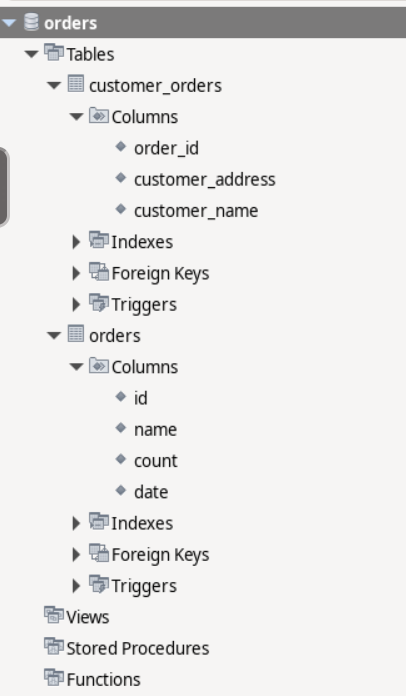 orders
Tables
customer_orders
Columns
order_id
customer_address
customer_name
Indexes
Foreign Keys
Triggers
orders
Columns
id
name
count
date
Indexes
Foreign Keys
Triggers
Views
Stored Procedures
Functions